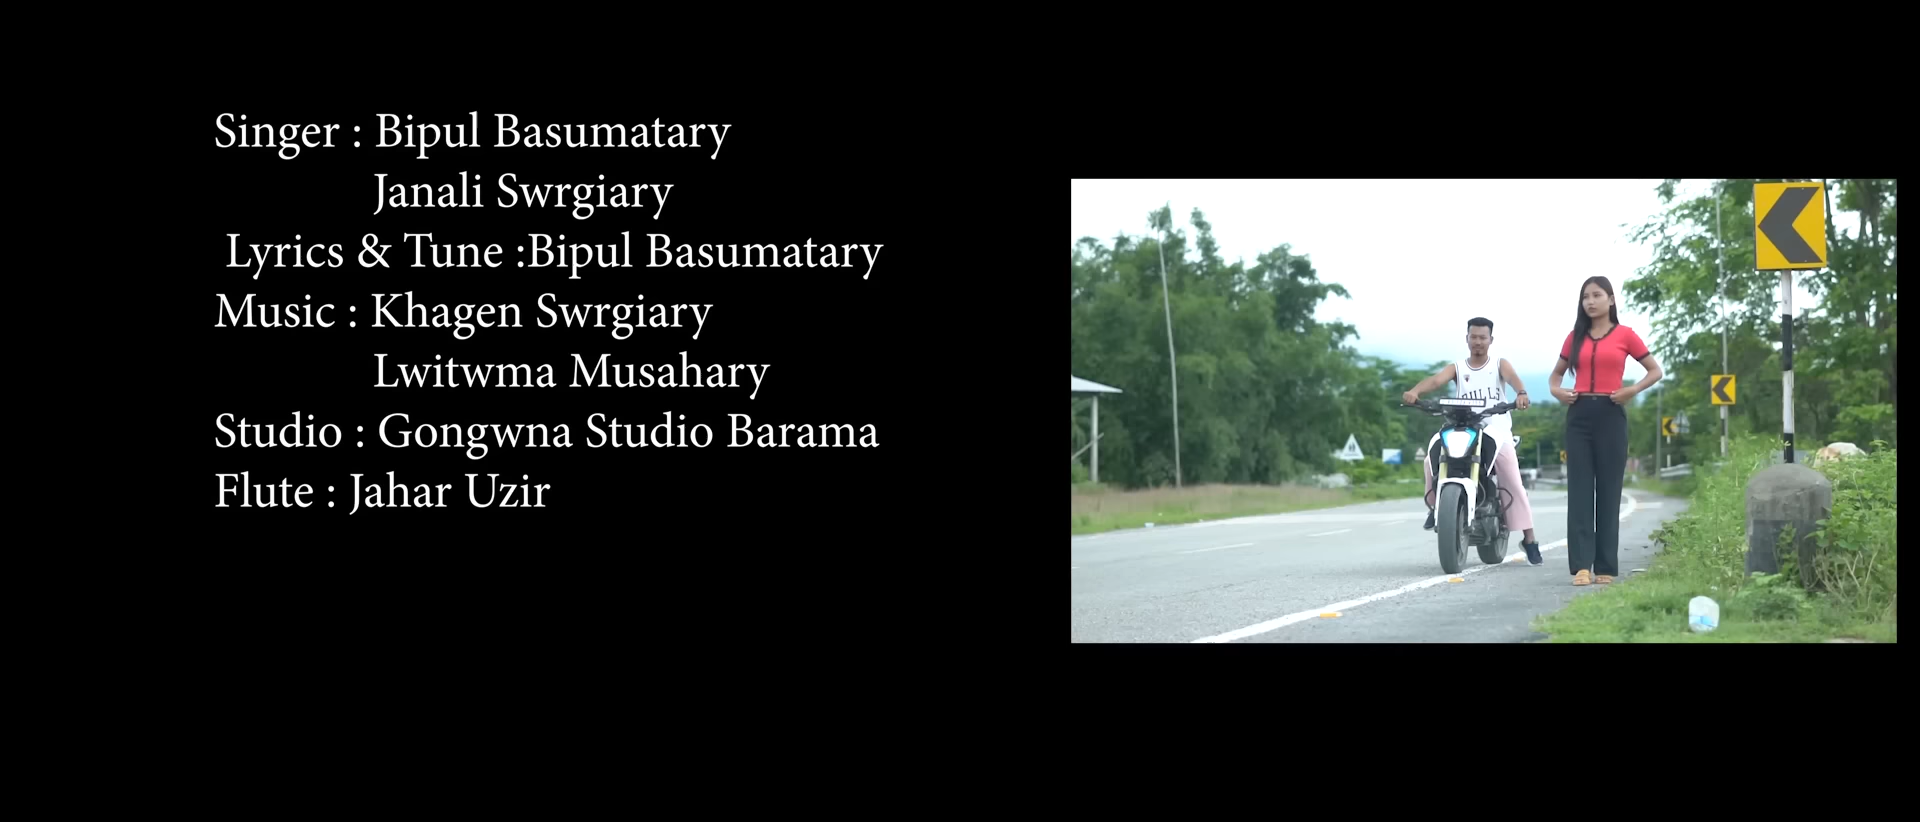 Singer : Bipul Basumatary
Janali Swrgiary
Lyrics & Tune :Bipul Basumatary
Music : Khagen Swrgiary
Lwitwma Musahary
Studio : Gongwna Studio Barama
Flute : Jahar Uzir